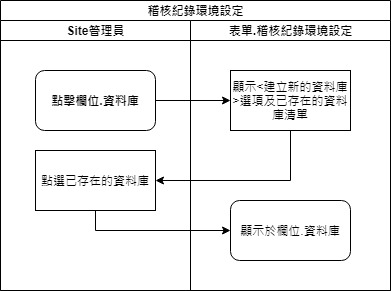 稽核紀錄環境設定
Site管理員
表單.稽核紀錄環境設定
點擊欄位.資料庫
顯示<建立新的資料庫
>選項及已存在的資料
庫清單
點選已存在的資料庫
顯示於欄位.資料庫